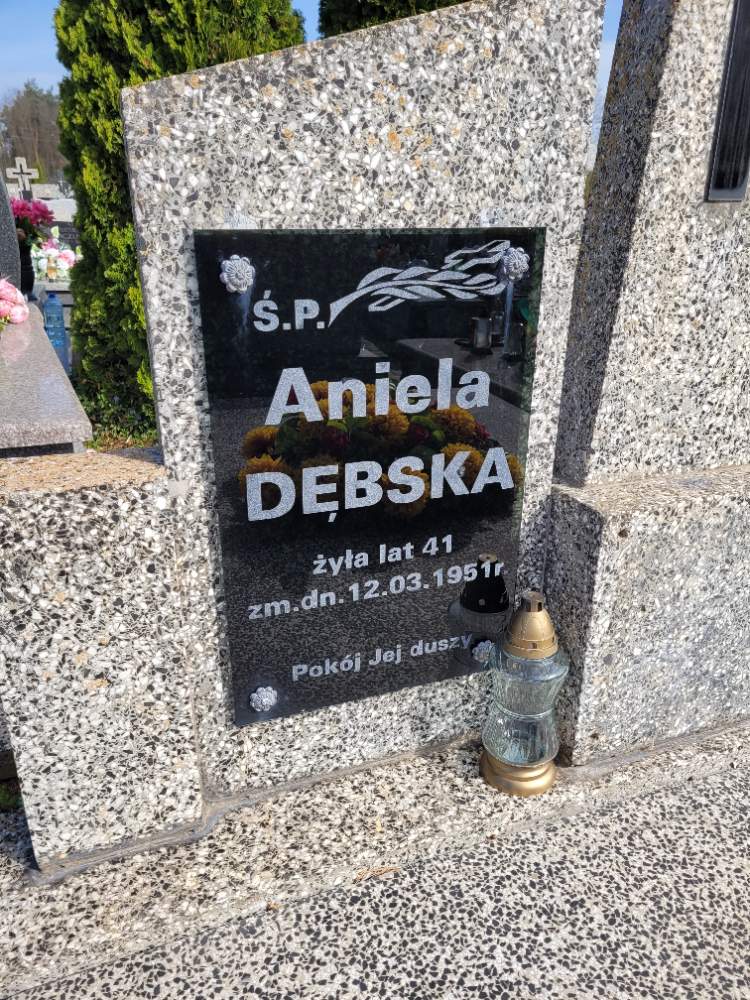 Ś.P.
Aniela
DĘBSKA
żyła lat 41
zm.dn.12.03.1951r.
Pokój Jej duszy